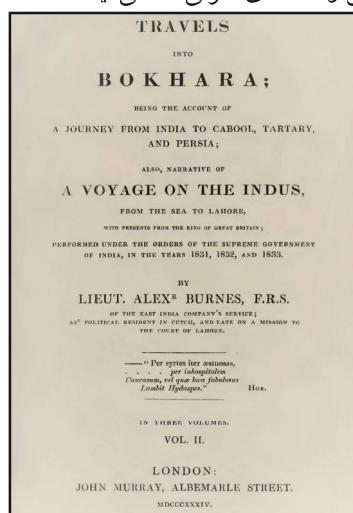 TRAVELS
INTO
BOKHARA;
BEING THE ACCOUNT OF
A JOURNEY FROM INDIA TO CABOOL, TARTARY,
AND PERSIA;
ALSO, NARRATIVE OF
A VOYAGE ON THE INDUS,
FROM THE SEA TO LAHORE,
WITH PRESENTS FROM THE KING OF GREAT BRITAIN;
PERFORMED UNDER THE ORDERS OF THE SUPREME GOVERNMENT
OF INDIA, IN THE YEARS 1831, 1832, AND 1833.
BY
LIEUT. ALEXR BURNES, F.R.S.
OF THE EAST INDIA COMPANY'S SERVICE;
POLITICAL RESIDENT IN CUTCH, AND LATE ON A MISSION TO
THE COURT OF LAHORE.
—— "Per syrtes iter æstuosas,
. . . . per inhospitalem
Caucasum, vel quæ loca fabulosus
Lambit Hydaspes." HOR.
IN THREE VOLUMES.
VOL. II.
LONDON:
JOHN MURRAY, ALBEMARLE STREET.
MDCCCXXXIV.